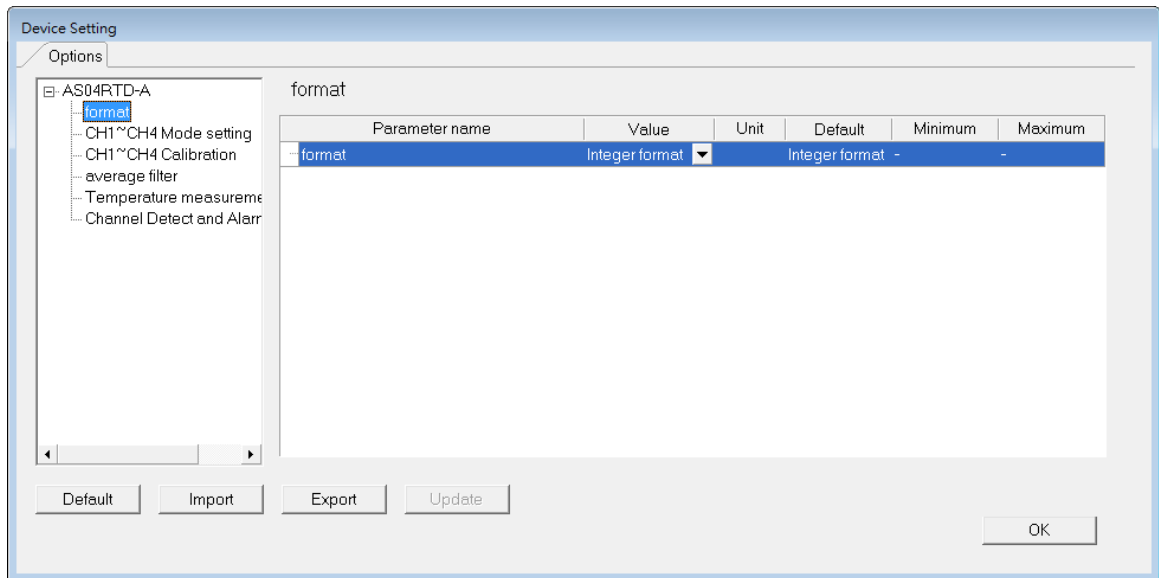 Device Setting
Options
AS04RTD-A
format
CH1~CH4 Mode setting
CH1~CH4 Calibration
average filter
Temperature measureme
Channel Detect and Alarr
format
Parameter name Value Unit Default Minimum Maximum
format Integer format Integer format - -
Default Import Export Update
OK